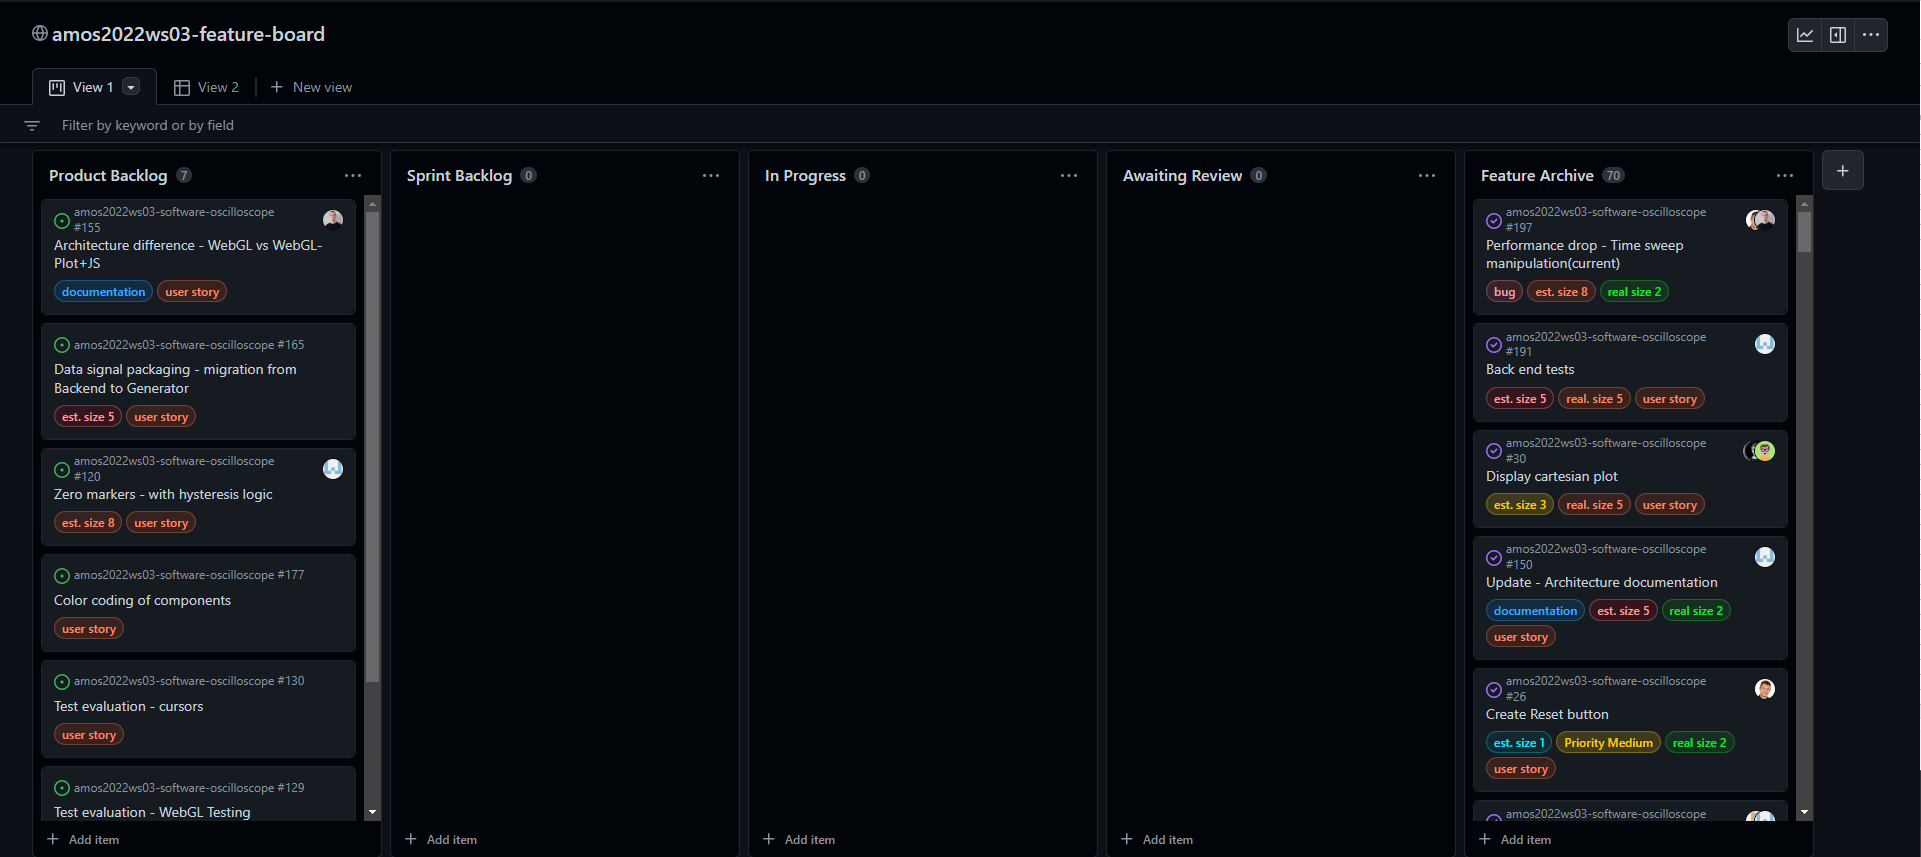 amos2022ws03-feature-board
View 1
View 2
New view
Filter by keyword or by field
Product Backlog 7
amos2022ws03-software-oscilloscope
#155
Architecture difference - WebGL vs WebGL-
Plot+JS
documentation user story
amos2022ws03-software-oscilloscope #165
Data signal packaging - migration from
Backend to Generator
est. size 5 user story
amos2022ws03-software-oscilloscope
#120
Zero markers - with hysteresis logic
est. size 8 user story
amos2022ws03-software-oscilloscope #177
Color coding of components
user story
amos2022ws03-software-oscilloscope #130
Test evaluation - cursors
user story
amos2022ws03-software-oscilloscope #129
Test evaluation - WebGL Testing
Add item
Sprint Backlog 0
Add item
In Progress 0
Add item
Awaiting Review 0
Add item
Feature Archive 70
amos2022ws03-software-oscilloscope
#197
Performance drop - Time sweep
manipulation(current)
bug est. size 8 real size 2
amos2022ws03-software-oscilloscope
#191
Back end tests
est. size 5 real. size 5 user story
amos2022ws03-software-oscilloscope
#30
Display cartesian plot
est. size 3 real. size 5 user story
amos2022ws03-software-oscilloscope
#150
Update - Architecture documentation
documentation est. size 5 real size 2
user story
amos2022ws03-software-oscilloscope
#26
Create Reset button
est. size 1 Priority Medium real size 2
user story
amos2022ws03-software-oscilloscope
Add item